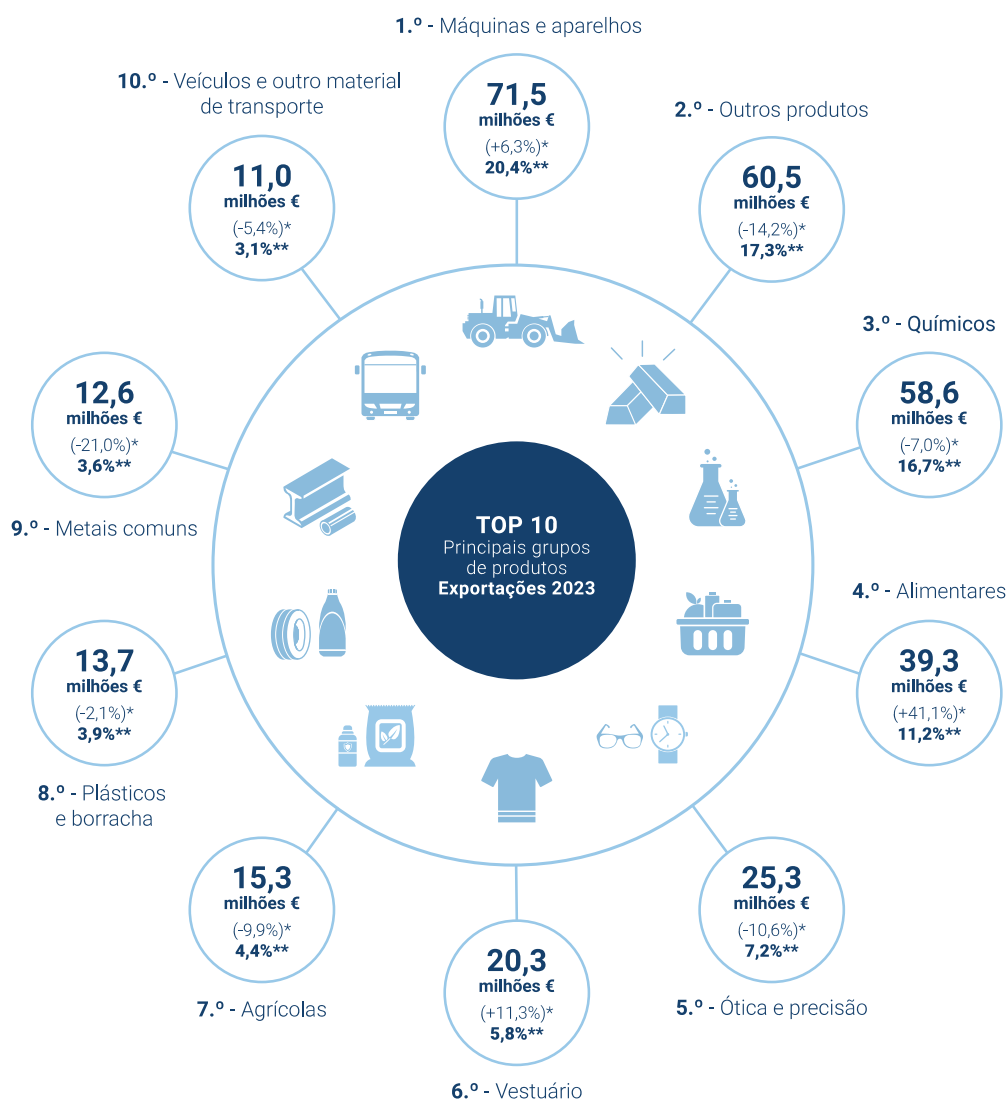 1.º - Máquinas e aparelhos
71,5
milhões €
(+6,3%)*
20,4%**
2.º - Outros produtos
60,5
milhões €
(-14,2%)*
17,3%**
3.º - Químicos
58,6
milhões €
(-7,0%)*
16,7%**
4.º - Alimentares
39,3
milhões €
(+41,1%)*
11,2%**
25,3
milhões €
(-10,6%)*
7,2%**
5.º - Ótica e precisão
20,3
milhões €
(+11,3%)*
5,8%**
6.º - Vestuário
15,3
milhões €
(-9,9%)*
4,4%**
7.º - Agrícolas
13,7
milhões €
(-2,1%)*
3,9%**
8.º - Plásticos
e borracha
12,6
milhões €
(-21,0%)*
3,6%**
9.º - Metais comuns
10.º - Veículos e outro material
de transporte
11,0
milhões €
(-5,4%)*
3,1%**
TOP 10
Principais grupos
de produtos
Exportações 2023